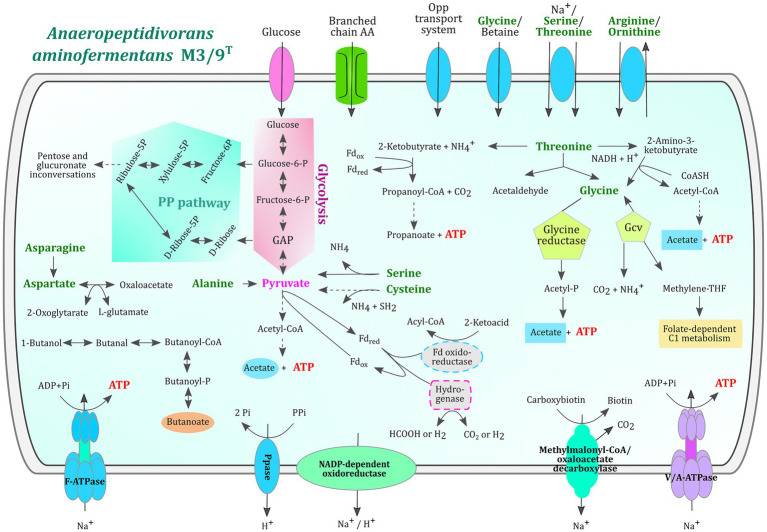 Anaeropeptidivorans
aminofermentans M3/9ᵀ
Glucose
Branched
chain AA
Opp
transport
system
Glycine/
Betaine
Na⁺/
Serine/
Threonine
Arginine/
Ornithine
Glucose
Glucose-6-P
Fructose-6-P
GAP
Glycolysis
Pentose and
glucuronate
inconversations
Ribulose-5P
Xylulose-5P
Fructose-6P
PP pathway
D-Ribose-5P
D-Ribose
Fdox
Fdred
2-Ketobutyrate + NH₄⁺
Propanoyl-CoA + CO₂
Propanoate + ATP
Threonine
2-Amino-3-
ketobutyrate
NADH + H⁺
CoASH
Acetyl-CoA
Acetate + ATP
Acetaldehyde
Glycine
Glycine
reductase
Gcv
Acetyl-P
Acetate + ATP
CO₂ + NH₄⁺
Methylene-THF
Folate-dependent
C1 metabolism
Asparagine
Aspartate
Oxaloacetate
2-Oxoglutarate
L-glutamate
Alanine
Pyruvate
NH₄
Serine
Cysteine
NH₄ + SH₂
Acetyl-CoA
Acetate + ATP
Fdred
Fdox
Acyl-CoA
2-Ketoacid
Fd oxido-
reductase
Hydro-
genase
HCOOH or H₂
CO₂ or H₂
1-Butanol
Butanal
Butanoyl-CoA
Butanoyl-P
Butanoate
ADP+Pi
ATP
F-ATPase
Na⁺
2 Pi
PPi
Ppase
H⁺
NADP-dependent
oxidoreductase
Na⁺ / H⁺
Carboxybiotin
Biotin
CO₂
Methylmalonyl-CoA/
oxaloacetate
decarboxylase
Na⁺
ADP+Pi
ATP
V/A-ATPase
Na⁺